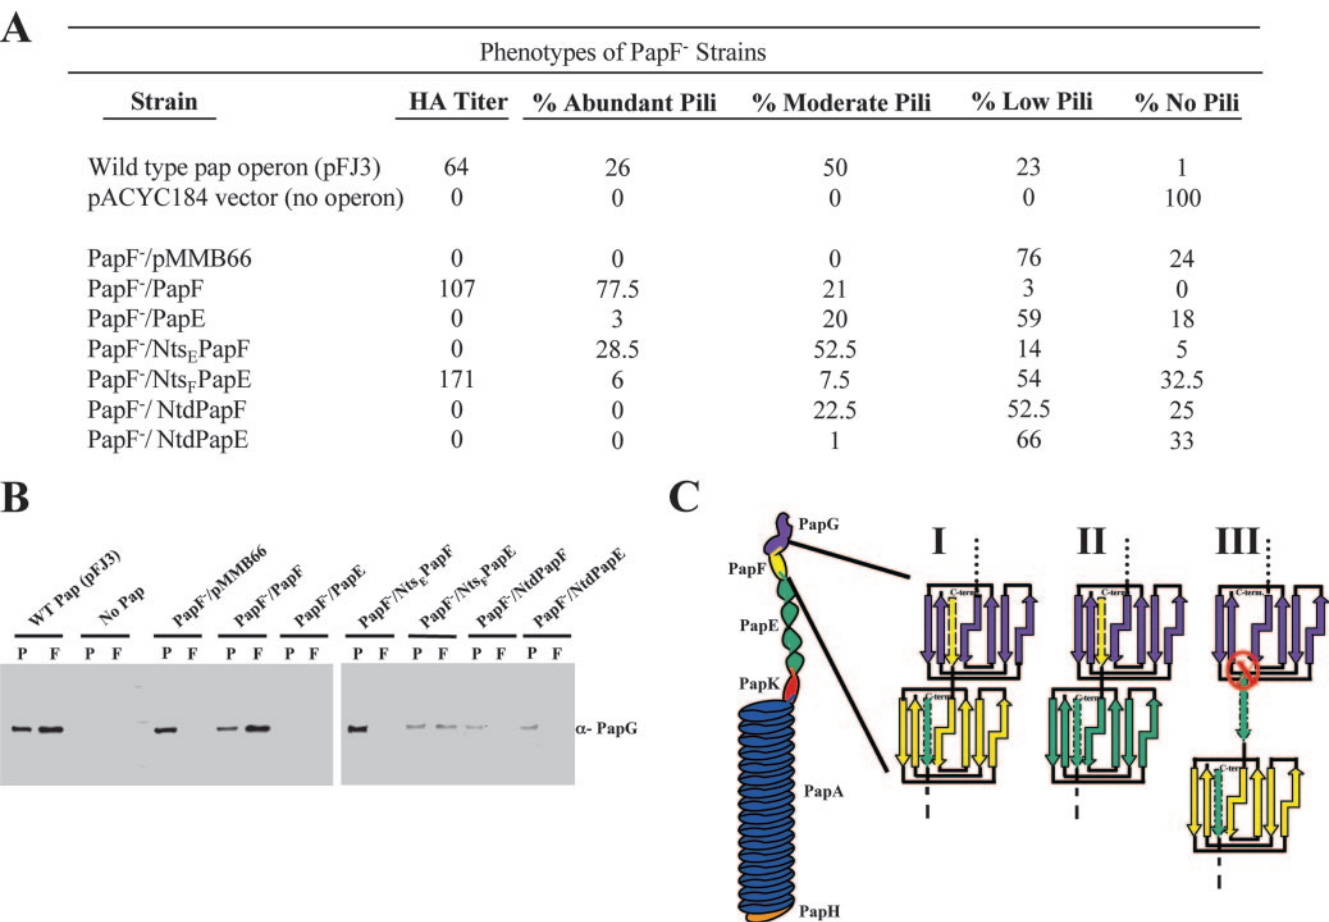 A
Phenotypes of PapF- Strains
Strain HA Titer % Abundant Pili % Moderate Pili % Low Pili % No Pili
Wild type pap operon (pFJ3) 64 26 50 23 1
pACYC184 vector (no operon) 0 0 0 0 100
PapF-/pMMB66 0 0 0 76 24
PapF-/PapF 107 77.5 21 3 0
PapF-/PapE 0 3 20 59 18
PapF-/NtsEPapF 0 28.5 52.5 14 5
PapF-/NtsFPapE 171 6 7.5 54 32.5
PapF-/ NtdPapF 0 0 22.5 52.5 25
PapF-/ NtdPapE 0 0 1 66 33
B
WT Pap (pFJ3) No Pap PapF-/pMMB66 PapF-/PapF PapF-/PapE PapF-/NtsEPapF PapF-/NtsFPapE PapF-/NtdPapF PapF-/NtdPapE
P F P F P F P F P F P F P F P F P F
α- PapG
C
PapG
PapF
PapE
PapK
PapA
PapH
I II III
C-term. C-term. C-term.
C-term. C-term. C-term.